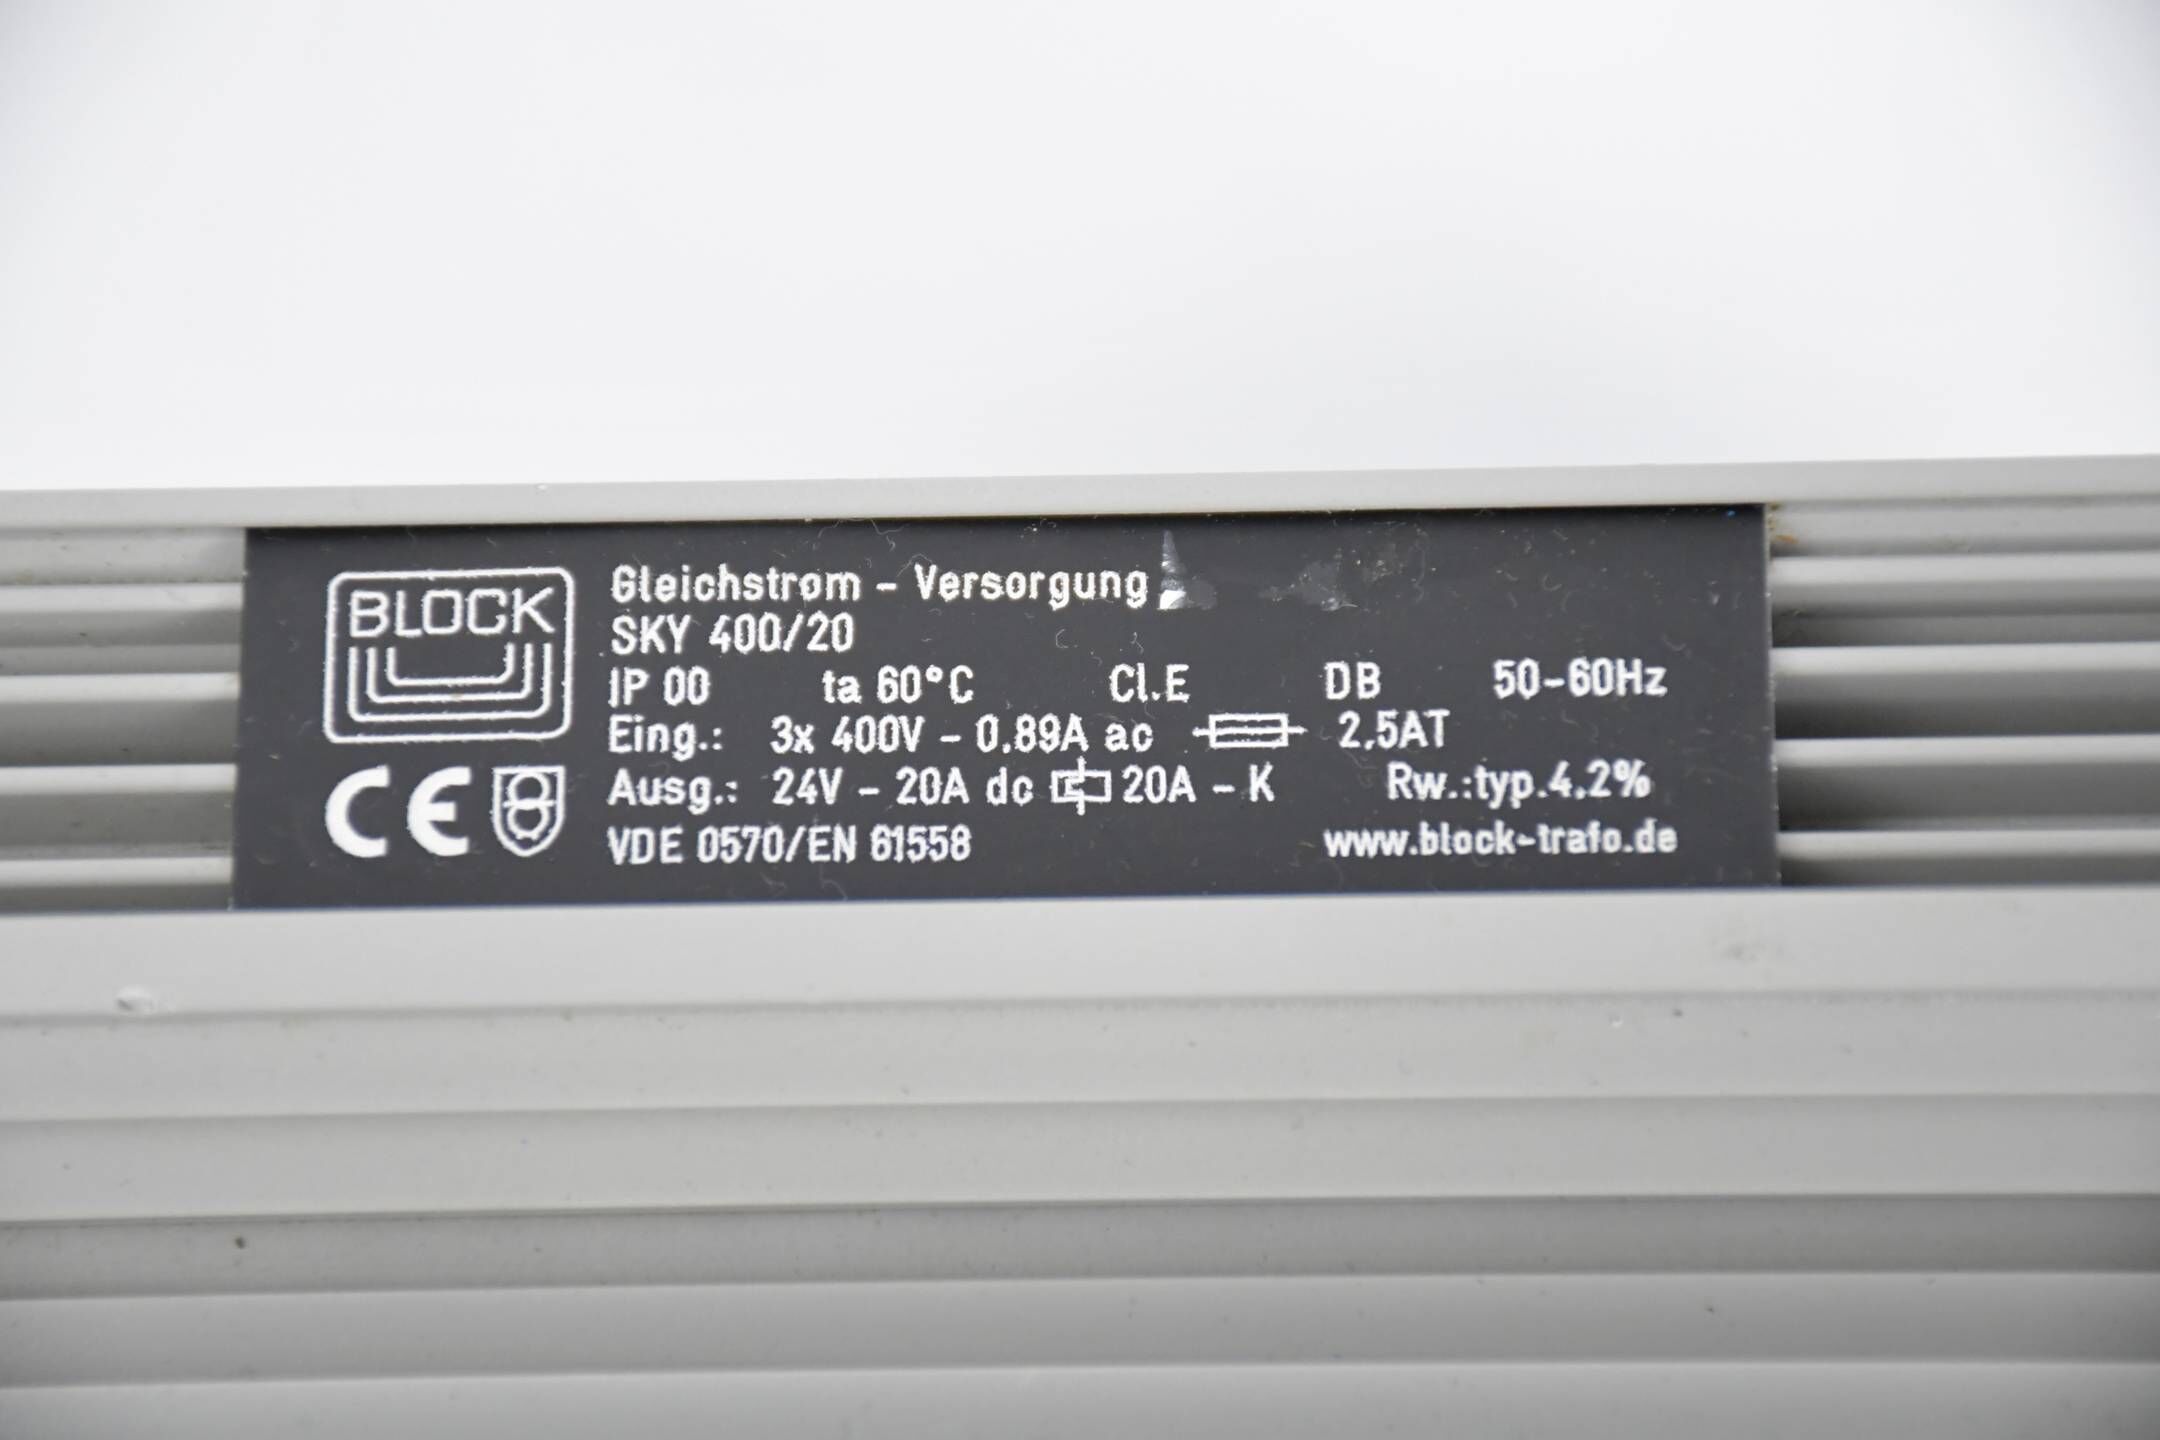 BLOCK
Gleichstrom - Versorgung
SKY 400/20
IP 00 ta 60°C Cl.E DB 50-60Hz
Eing.: 3x 400V - 0.89A ac 2.5AT
Ausg.: 24V - 20A dc 20A - K Rw.:typ.4.2%
CE VDE 0570/EN 61558 www.block-trafo.de